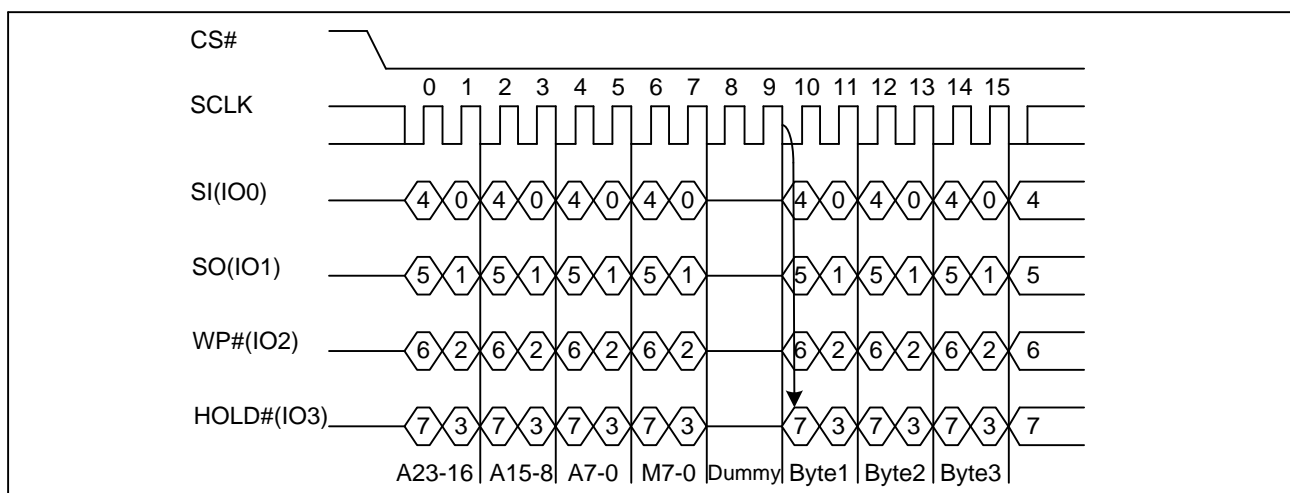 CS#
0 1 2 3 4 5 6 7 8 9 10 11 12 13 14 15
SCLK
SI(IO0) 4 0 4 0 4 0 4 0 4 0 4 0 4 0 4
SO(IO1) 5 1 5 1 5 1 5 1 5 1 5 1 5 1 5
WP#(IO2) 6 2 6 2 6 2 6 2 6 2 6 2 6 2 6
HOLD#(IO3) 7 3 7 3 7 3 7 3 7 3 7 3 7 3 7
A23-16 A15-8 A7-0 M7-0 Dummy Byte1 Byte2 Byte3